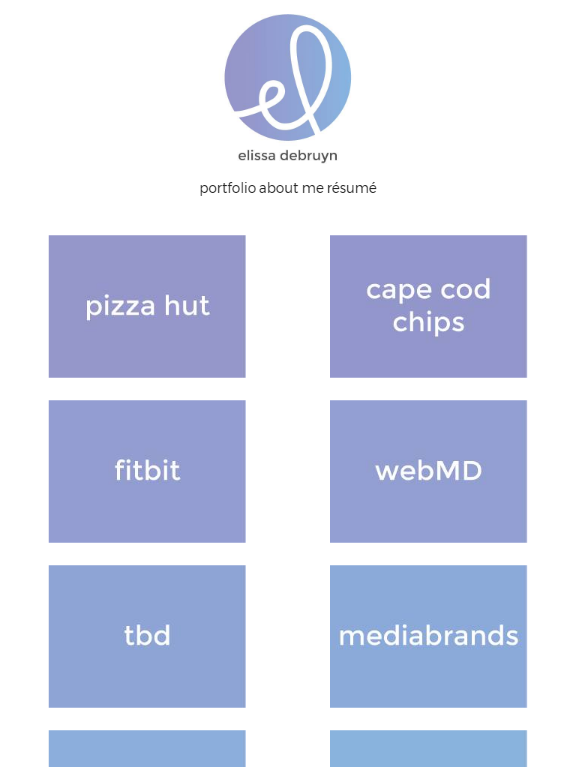 el
elissa debruyn
portfolio about me résumé
pizza hut
cape cod
chips
fitbit
webMD
tbd
mediabrands